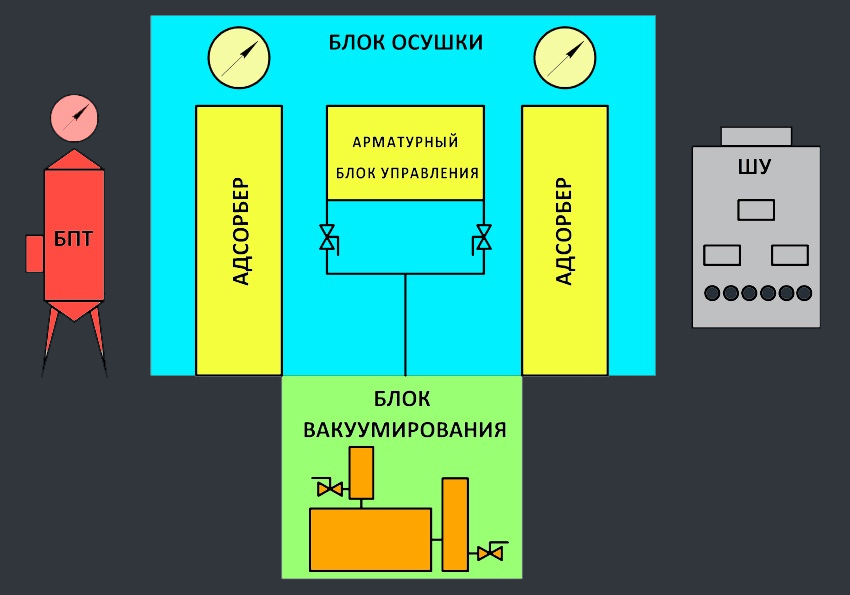 БЛОК ОСУШКИ
АРМАТУРНЫЙ
БЛОК УПРАВЛЕНИЯ
АДСОРБЕР
АДСОРБЕР
БПТ
ШУ
БЛОК
ВАКУУМИРОВАНИЯ